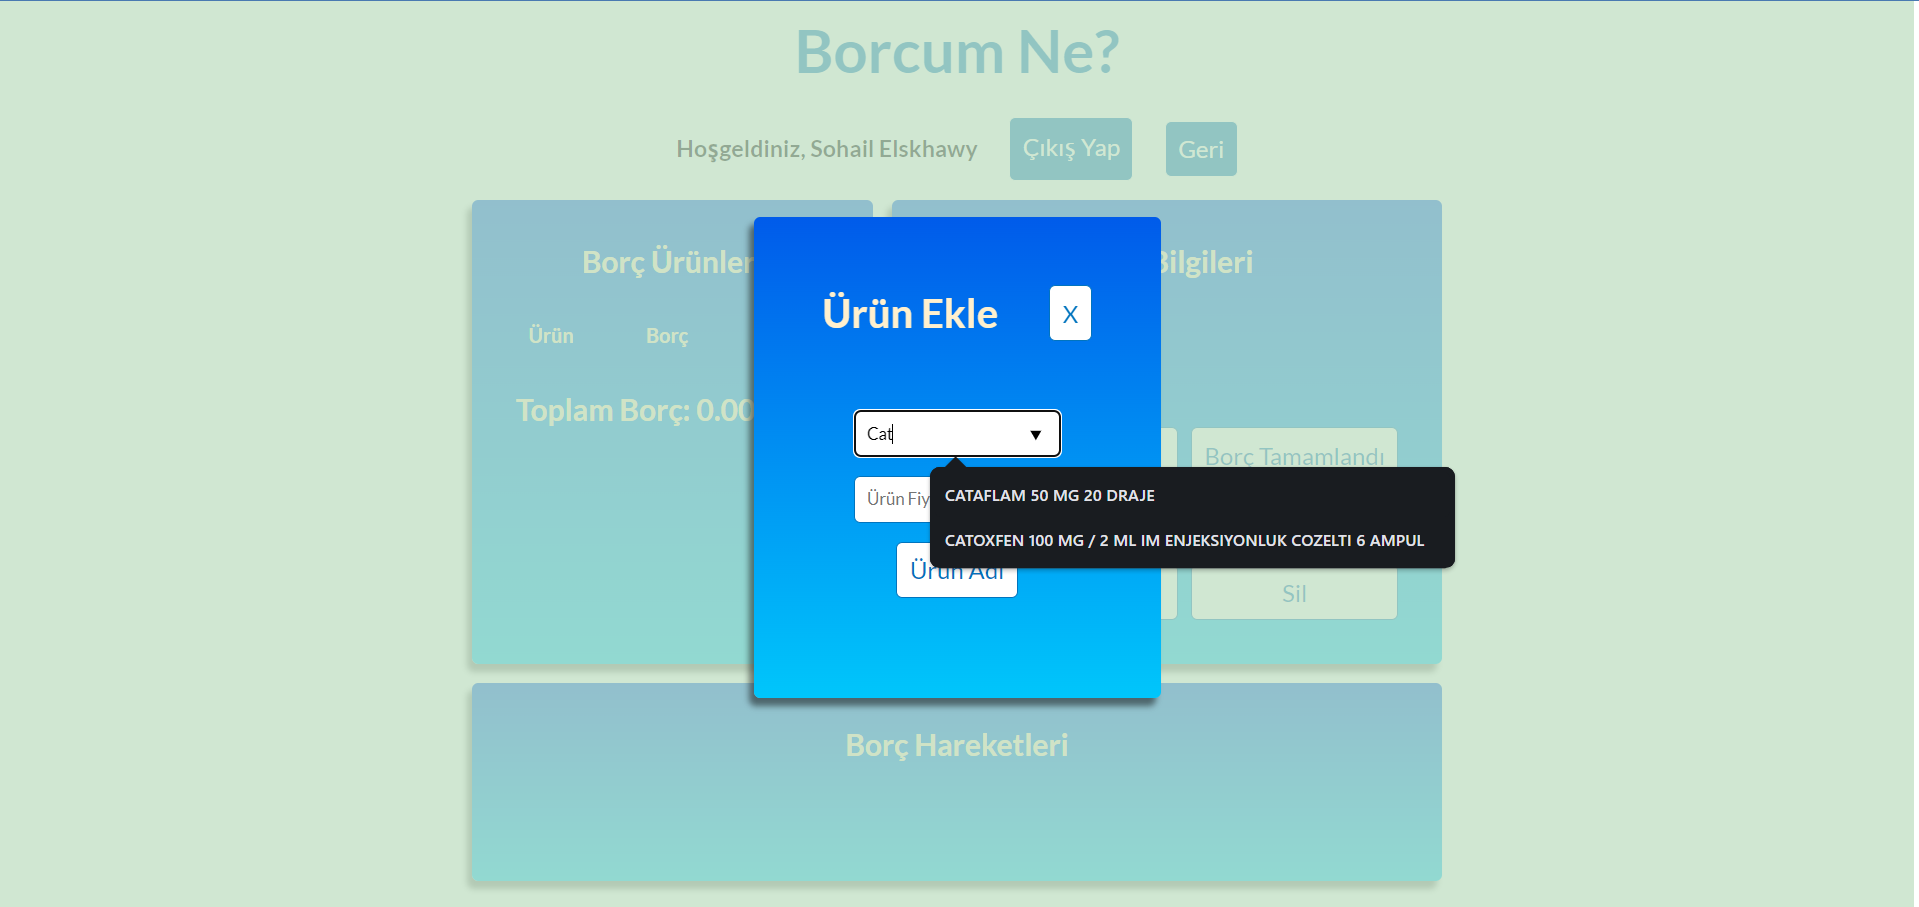 Borcum Ne?
Hoşgeldiniz, Sohail Elskhawy
Çıkış Yap
Geri
Borç Ürünler
Bilgileri
Ürün Borç
Toplam Borç: 0.00
Ürün Ekle
X
Cat
Ürün Fiy
CATAFLAM 50 MG 20 DRAJE
CATOXFEN 100 MG / 2 ML IM ENJEKSIYONLUK COZELTI 6 AMPUL
Ürün Adı
Borç Tamamlandı
Sil
Borç Hareketleri